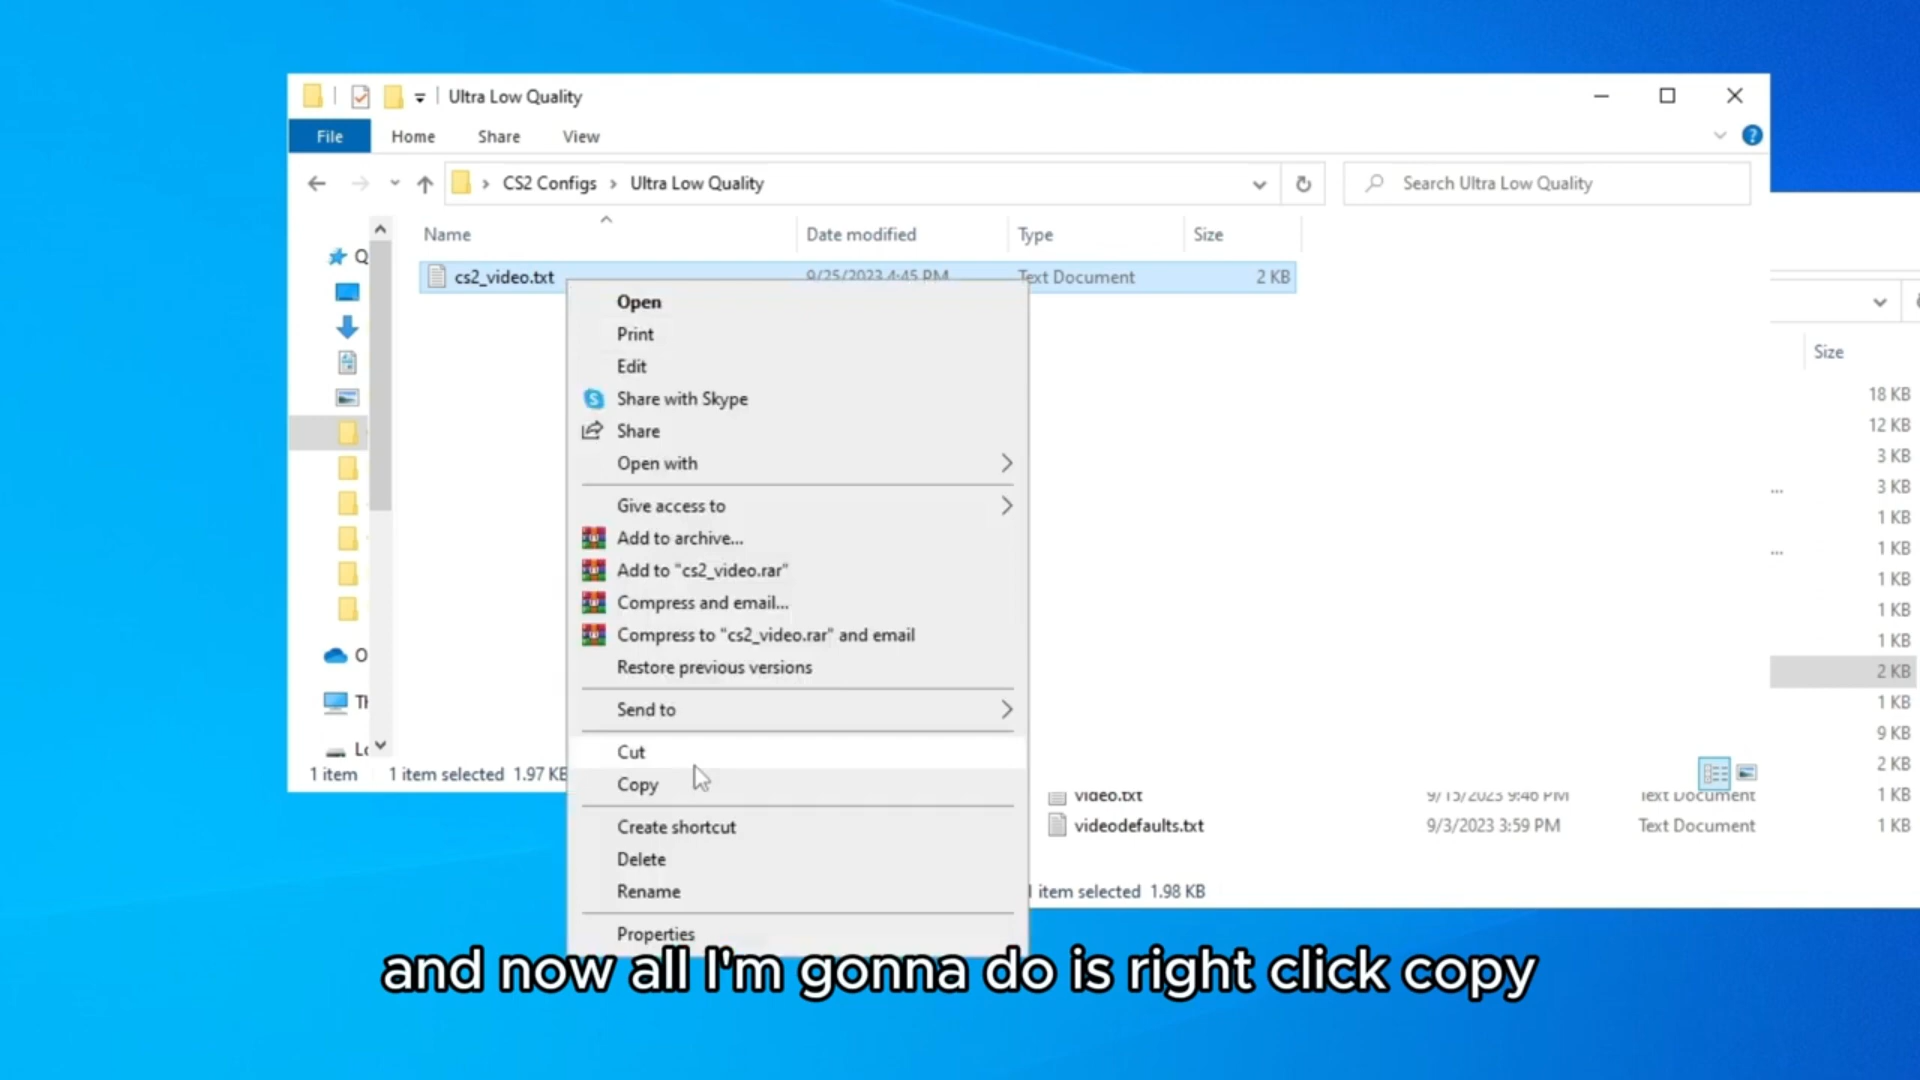 Ultra Low Quality
File Home Share View
CS2 Configs Ultra Low Quality
Search Ultra Low Quality
Name Date modified Type Size
cs2_video.txt 9/25/2023 4:45 PM Text Document 2 KB
Open
Print
Edit
Share with Skype
Share
Open with
Give access to
Add to archive...
Add to "cs2_video.rar"
Compress and email...
Compress to "cs2_video.rar" and email
Restore previous versions
Send to
Cut
Copy
Create shortcut
Delete
Rename
Properties
1 item 1 item selected 1.97 KB
Size
18 KB
12 KB
3 KB
... 3 KB
1 KB
... 1 KB
1 KB
1 KB
1 KB
2 KB
1 KB
9 KB
2 KB
video.txt 9/15/2023 9:46 PM Text Document 1 KB
videodefaults.txt 9/3/2023 3:59 PM Text Document 1 KB
item selected 1.98 KB
and now all I'm gonna do is right click copy